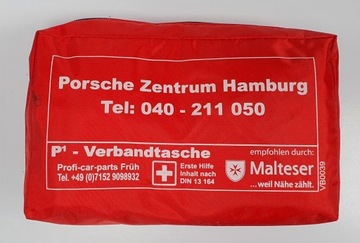 Porsche Zentrum Hamburg
Tel: 040 - 211 050
P¹ - Verbandtasche
Profi-car-parts Früh
Tel. +49 (0)7152 9098932
Erste Hilfe
Inhalt nach
DIN 13 164
empfohlen durch:
Malteser
...weil Nähe zählt.
VB0039